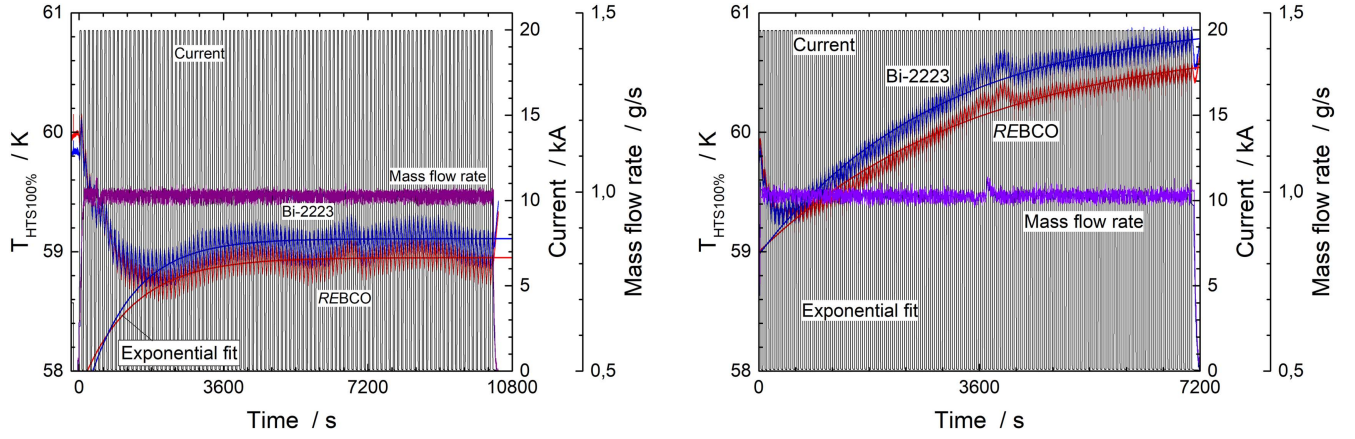 61
60
59
58
T_HTS100% / K
0
3600
7200
10800
Time / s
20
15
10
5
0
Current / kA
1,5
1,0
0,5
Mass flow rate / g/s
Current
Mass flow rate
Bi-2223
REBCO
Exponential fit
61
60
59
58
T_HTS100% / K
0
3600
7200
Time / s
20
15
10
5
0
Current / kA
1,5
1,0
0,5
Mass flow rate / g/s
Current
Bi-2223
REBCO
Mass flow rate
Exponential fit